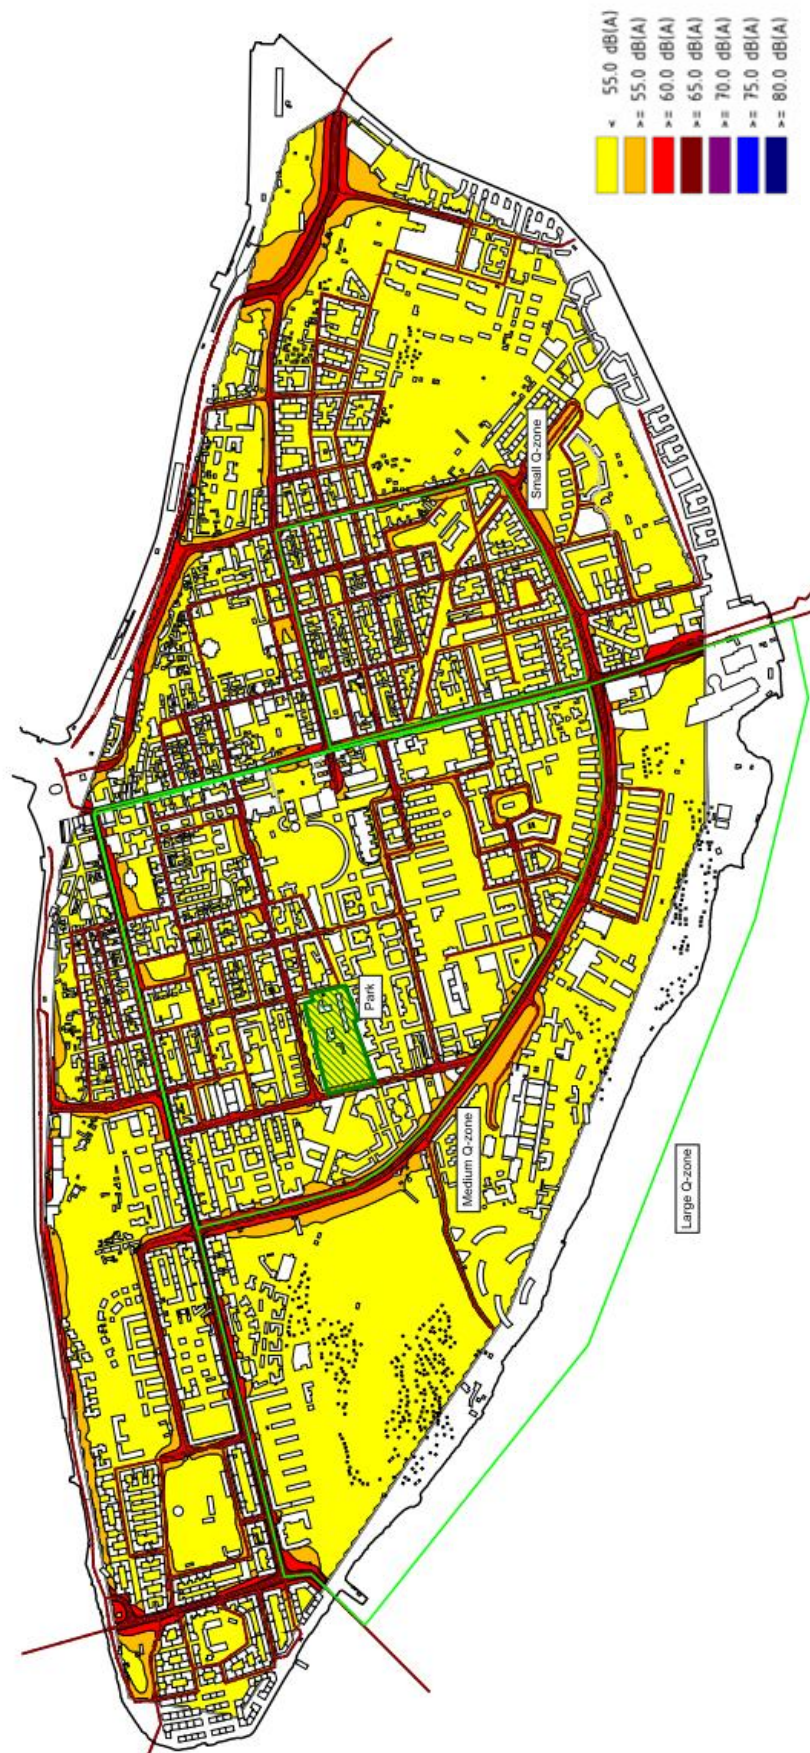 < 55.0 dB(A)
>= 55.0 dB(A)
>= 60.0 dB(A)
>= 65.0 dB(A)
>= 70.0 dB(A)
>= 75.0 dB(A)
>= 80.0 dB(A)
Small Q-zone
Park
Medium Q-zone
Large Q-zone